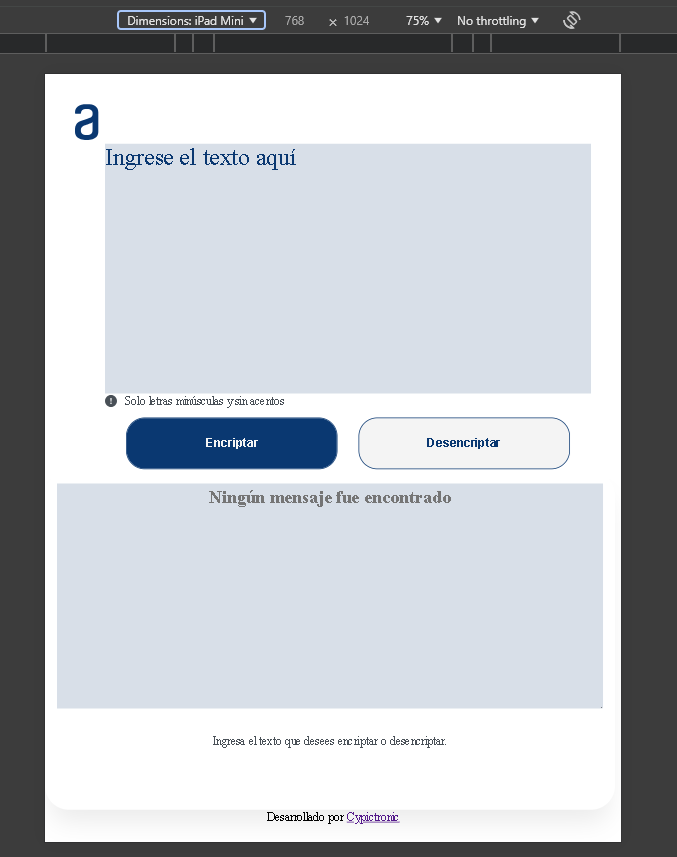 Dimensions: iPad Mini 768 × 1024 75% No throttling
a
Ingrese el texto aquí
Solo letras minúsculas y sin acentos
Encriptar Desencriptar
Ningún mensaje fue encontrado
Ingresa el texto que desees encriptar o desencriptar.
Desarrollado por Cypictronic